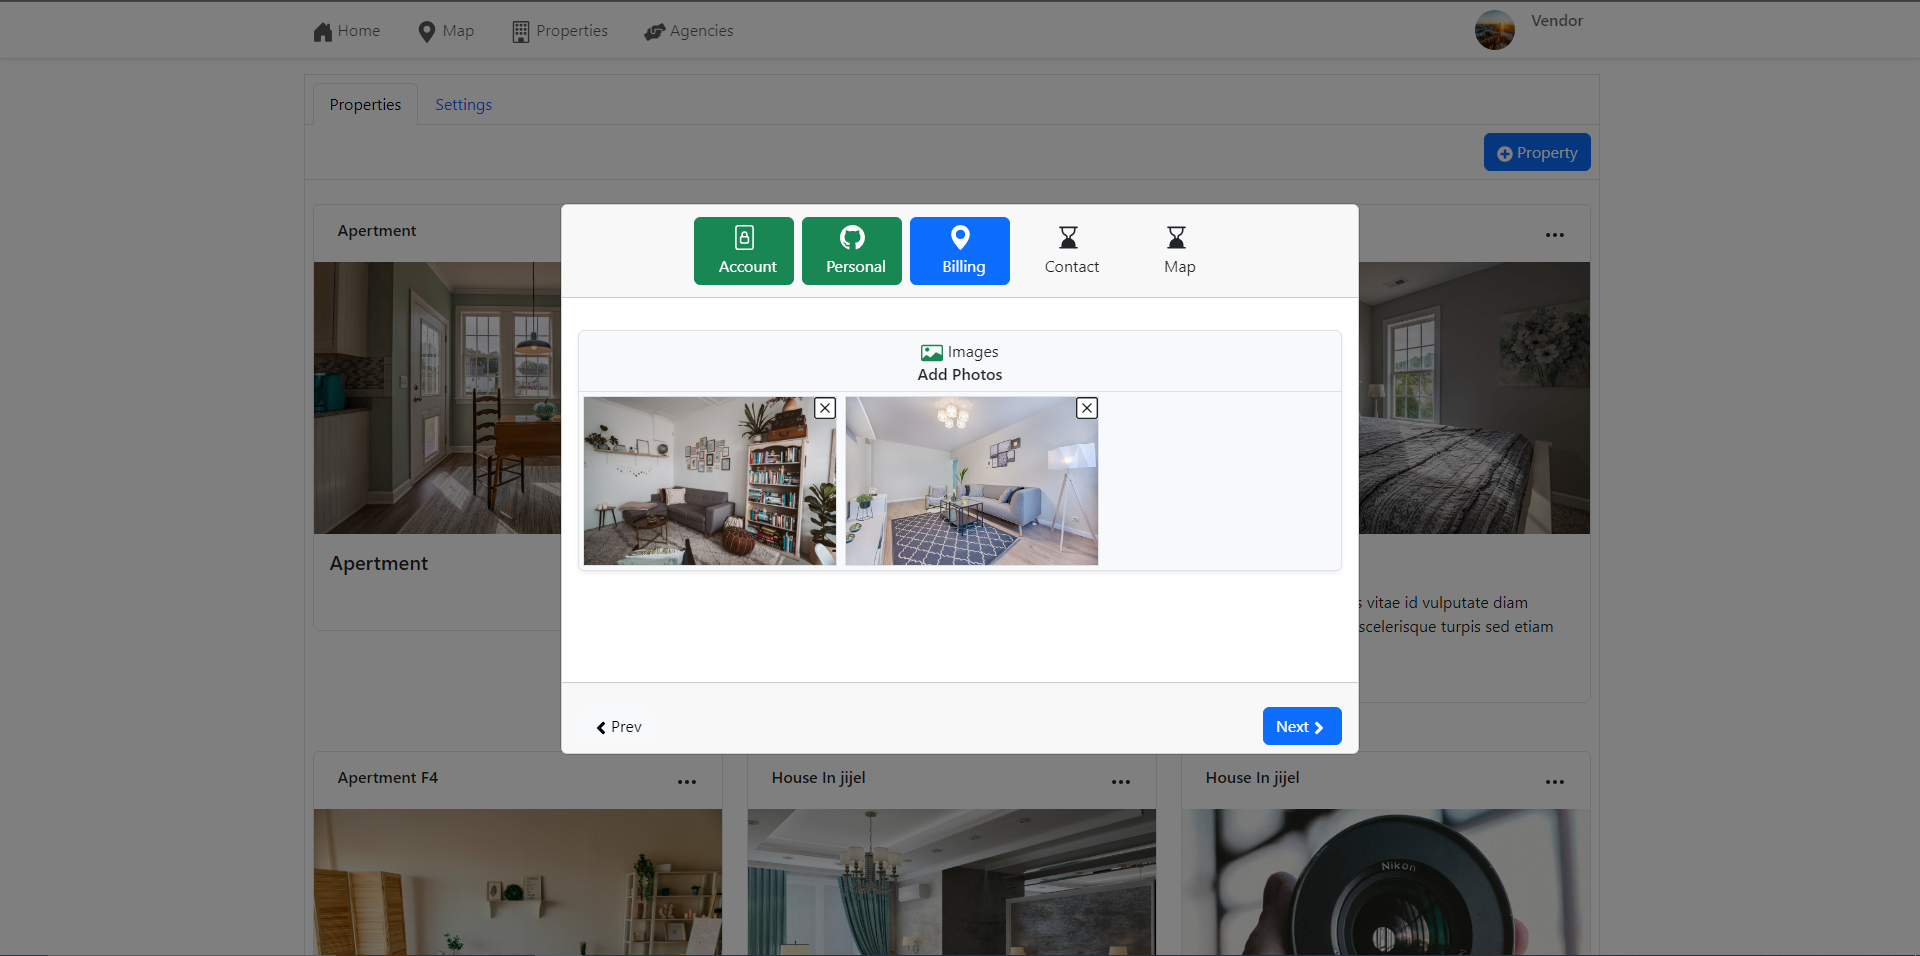 Home
Map
Properties
Agencies
Vendor
Properties
Settings
Property
Apertment
Account
Personal
Billing
Contact
Map
Images
Add Photos
Apertment
s vitae id vulputate diam
scelerisque turpis sed etiam
Prev
Next
Apertment F4
House In jijel
House In jijel
Nikon